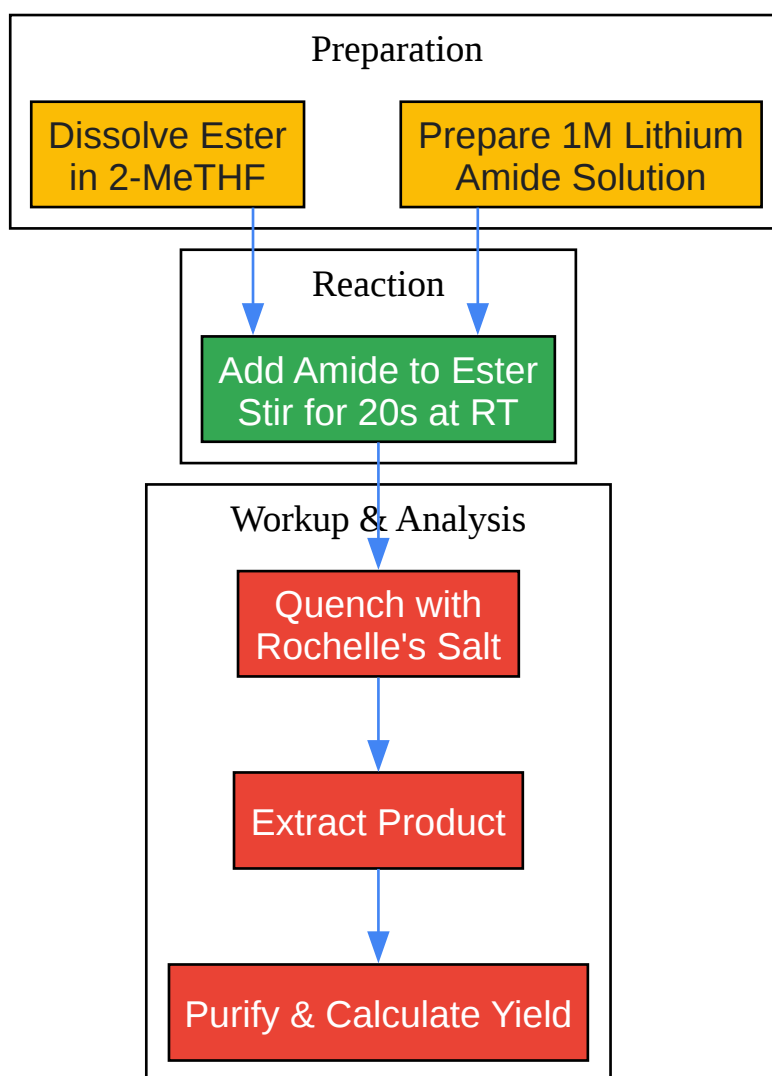 Preparation
Dissolve Ester
in 2-MeTHF
Prepare 1M Lithium
Amide Solution
Reaction
Add Amide to Ester
Stir for 20s at RT
Workup & Analysis
Quench with
Rochelle's Salt
Extract Product
Purify & Calculate Yield